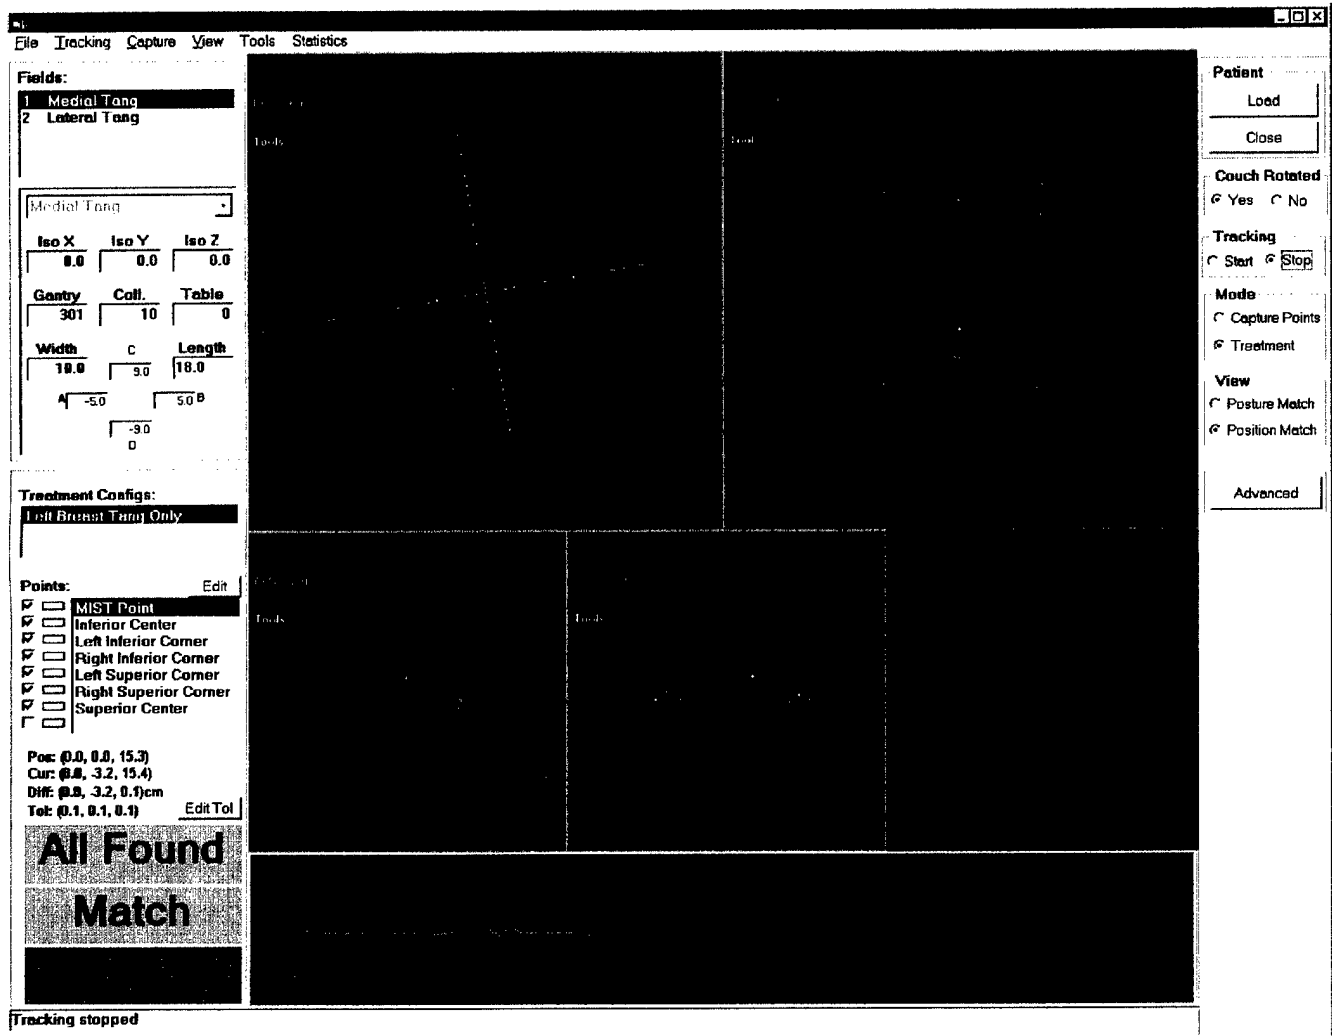 File Tracking Capture View Tools Statistics
Fields:
1 Medial Tang
2 Lateral Tang
Medial Tang
Iso X Iso Y Iso Z
0.0 0.0 0.0
Gantry Coll. Table
301 10 0
Width C Length
9.0 18.0
A -5.0 5.0 B
-9.0
D
Treatment Configs:
Left Breast Tang Only
Points: Edit
MIST Point
Inferior Center
Left Inferior Corner
Right Inferior Corner
Left Superior Corner
Right Superior Corner
Superior Center
Pos: (0.0, 0.0, 15.3)
Cur: (0.0, -3.2, 15.4)
Diff: (0.0, -3.2, 0.1)cm
Tol: (0.1, 0.1, 0.1) Edit Tol
All Found
Match
Tracking stopped
Tools
Tool
Tools
Tools
Patient
Load
Close
Couch Rotated
Yes No
Tracking
Start Stop
Mode
Capture Points
Treatment
View
Posture Match
Position Match
Advanced